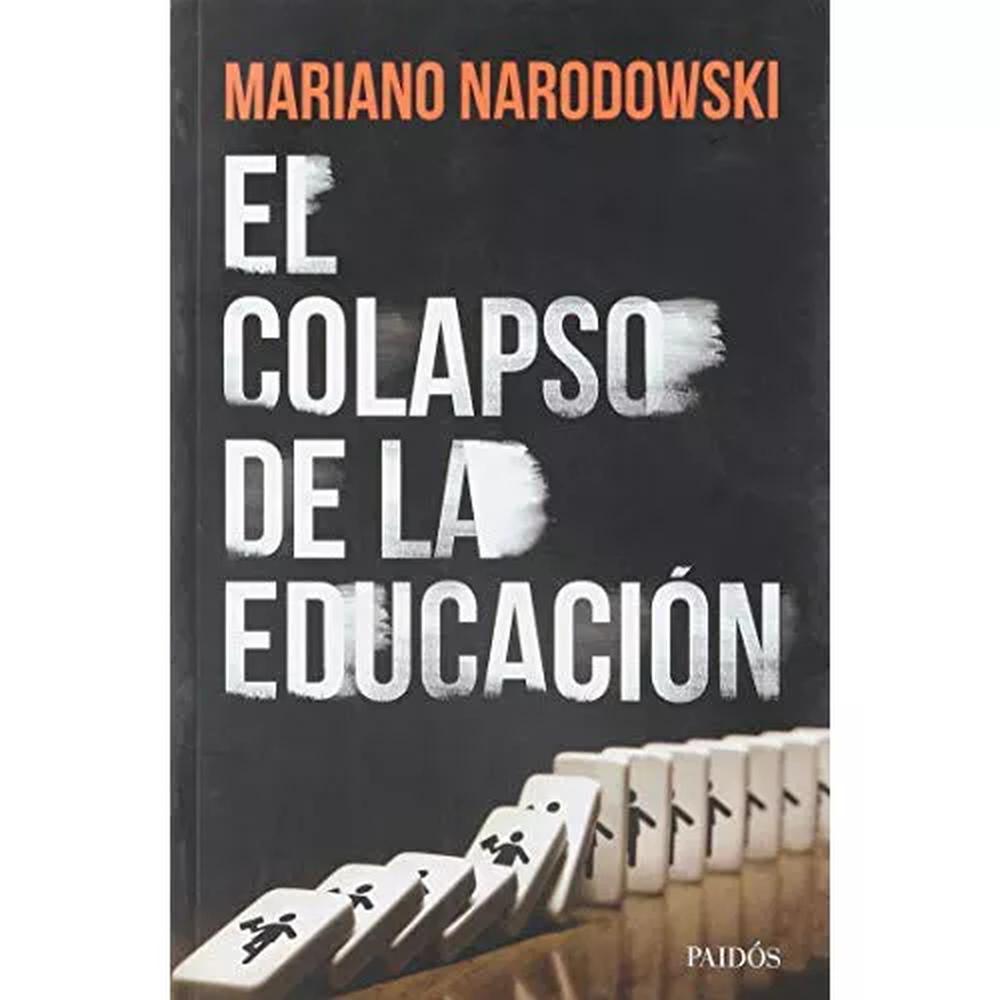 MARIANO NARODOWSKI
EL
COLAPSO
DE LA
EDUCACIÓN
PAIDÓS